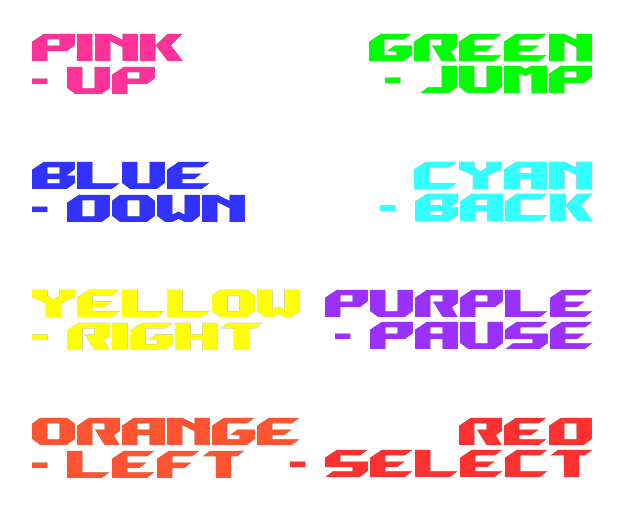 PINK
- UP
GREEN
- JUMP
BLUE
- DOWN
CYAN
- BACK
YELLOW
- RIGHT
PURPLE
- PAUSE
ORANGE
- LEFT
RED
- SELECT